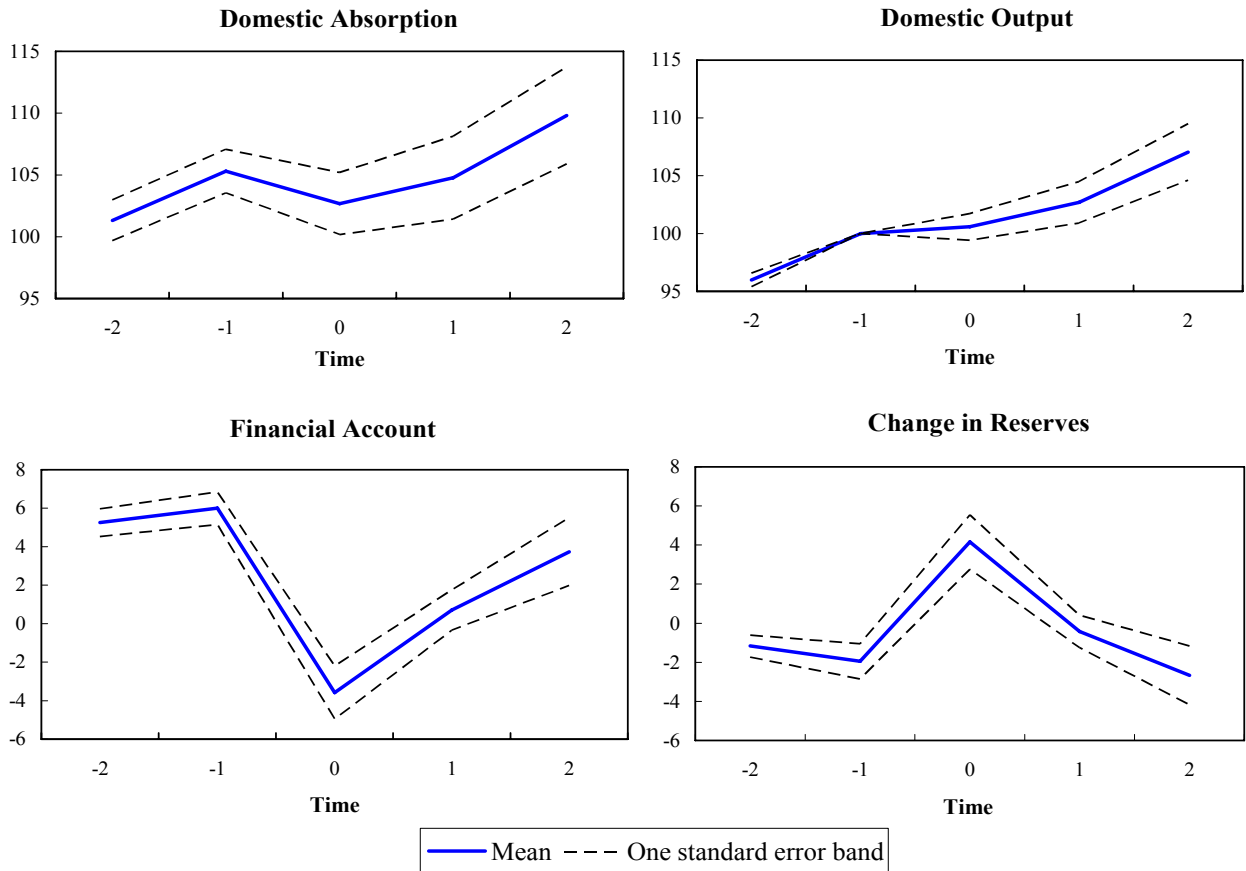 Domestic Absorption
115
110
105
100
95
-2 -1 0 1 2
Time
Domestic Output
115
110
105
100
95
-2 -1 0 1 2
Time
Financial Account
8
6
4
2
0
-2
-4
-6
-2 -1 0 1 2
Time
Change in Reserves
8
6
4
2
0
-2
-4
-6
-2 -1 0 1 2
Time
Mean One standard error band